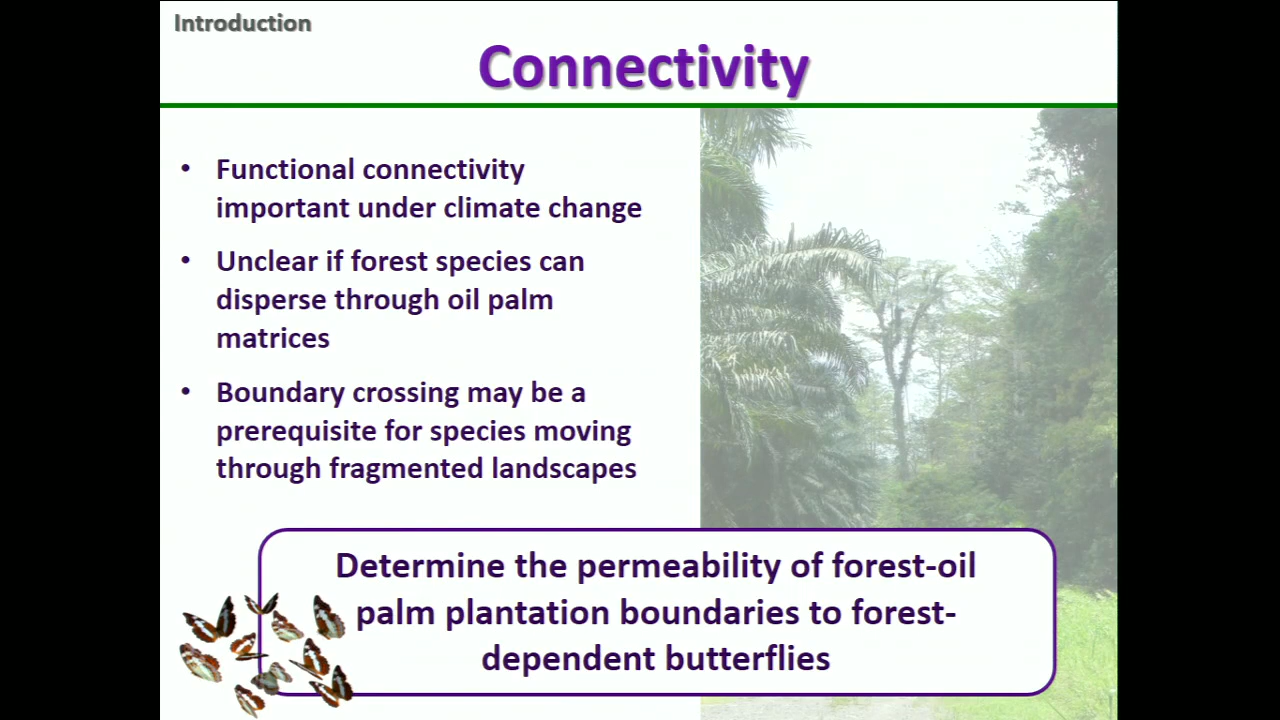 Introduction
Connectivity
• Functional connectivity
important under climate change
• Unclear if forest species can
disperse through oil palm
matrices
• Boundary crossing may be a
prerequisite for species moving
through fragmented landscapes
Determine the permeability of forest-oil
palm plantation boundaries to forest-
dependent butterflies